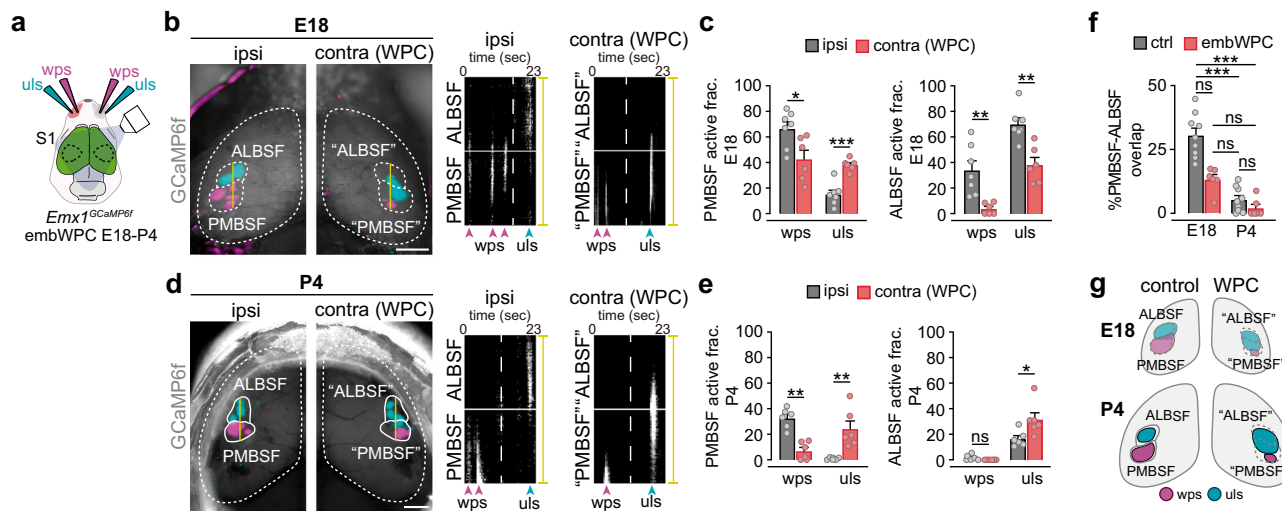 a
wps
wps
uls
uls
S1
Emx1GCaMP6f
embWPC E18-P4
b
E18
ipsi
contra (WPC)
GCaMP6f
ALBSF
PMBSF
“ALBSF”
“PMBSF”
ipsi
time (sec)
0
23
ALBSF
PMBSF
wps
uls
contra (WPC)
time (sec)
0
23
“ALBSF”
“PMBSF”
wps
uls
c
ipsi
contra (WPC)
PMBSF active frac.
E18
100
80
60
40
20
0
*
***
wps
uls
ALBSF active frac.
E18
100
80
60
40
20
0
**
**
wps
uls
d
P4
ipsi
contra (WPC)
GCaMP6f
ALBSF
PMBSF
“ALBSF”
“PMBSF”
ipsi
time (sec)
0
23
ALBSF
PMBSF
wps
uls
contra (WPC)
time (sec)
0
23
“ALBSF”
“PMBSF”
wps
uls
e
ipsi
contra (WPC)
PMBSF active frac.
P4
100
80
60
40
20
0
**
**
wps
uls
ALBSF active frac.
P4
100
80
60
40
20
0
ns
*
wps
uls
f
ctrl
embWPC
%PMBSF-ALBSF
overlap
50
25
0
***
***
ns
ns
ns
ns
E18
P4
g
control
WPC
E18
ALBSF
PMBSF
“ALBSF”
“PMBSF”
P4
ALBSF
PMBSF
“ALBSF”
“PMBSF”
wps
uls